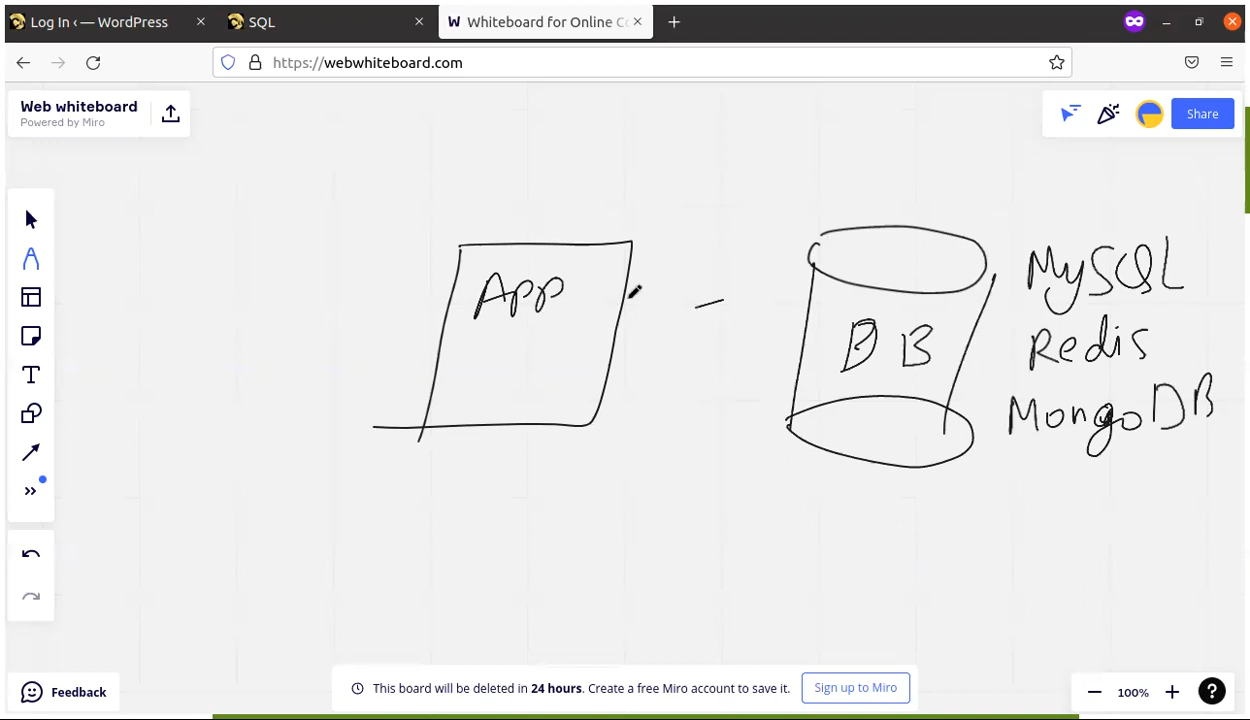 Log In ‹ — WordPress
SQL
Whiteboard for Online Co
https://webwhiteboard.com
Web whiteboard
Powered by Miro
Share
App
DB
MySQL
Redis
MongoDB
T
Feedback
This board will be deleted in 24 hours. Create a free Miro account to save it.
Sign up to Miro
100%
?